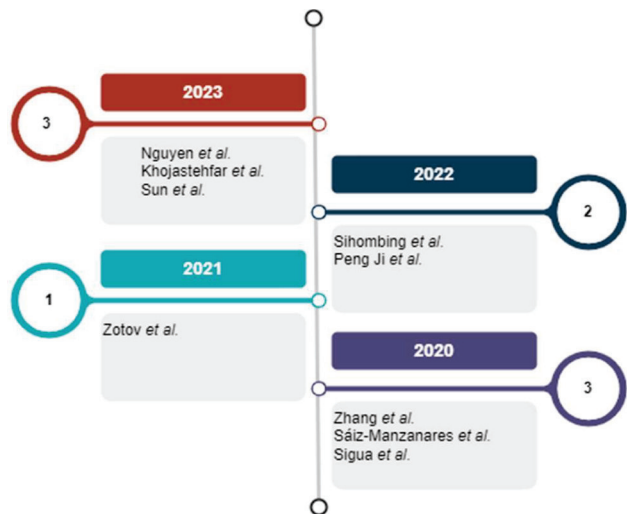 2023
3
Nguyen et al.
Khojastehfar et al.
Sun et al.
2022
2
Sihombing et al.
Peng Ji et al.
2021
1
Zotov et al.
2020
3
Zhang et al.
Sáiz-Manzanares et al.
Sigua et al.